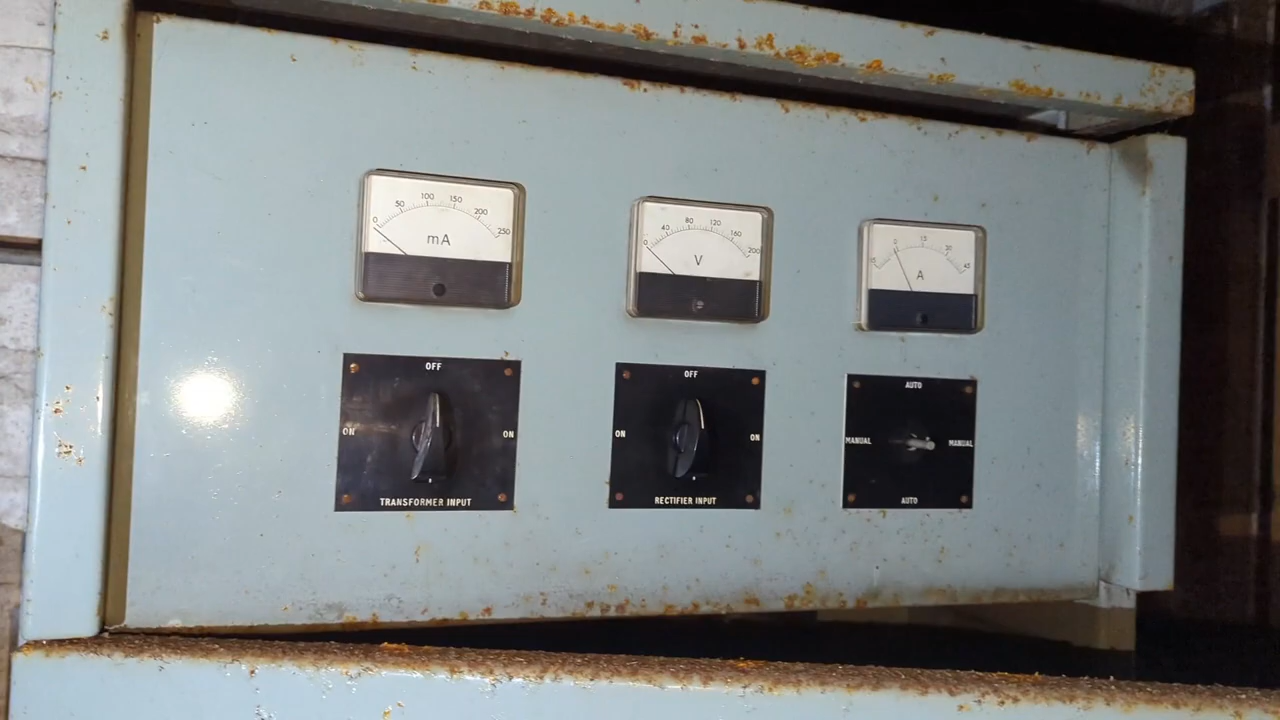 0 50 100 150 200 250
mA
0 40 80 120 160 200
V
15 0 15 30 45
A
OFF
ON ON
TRANSFORMER INPUT
OFF
ON ON
RECTIFIER INPUT
AUTO
MANUAL MANUAL
AUTO